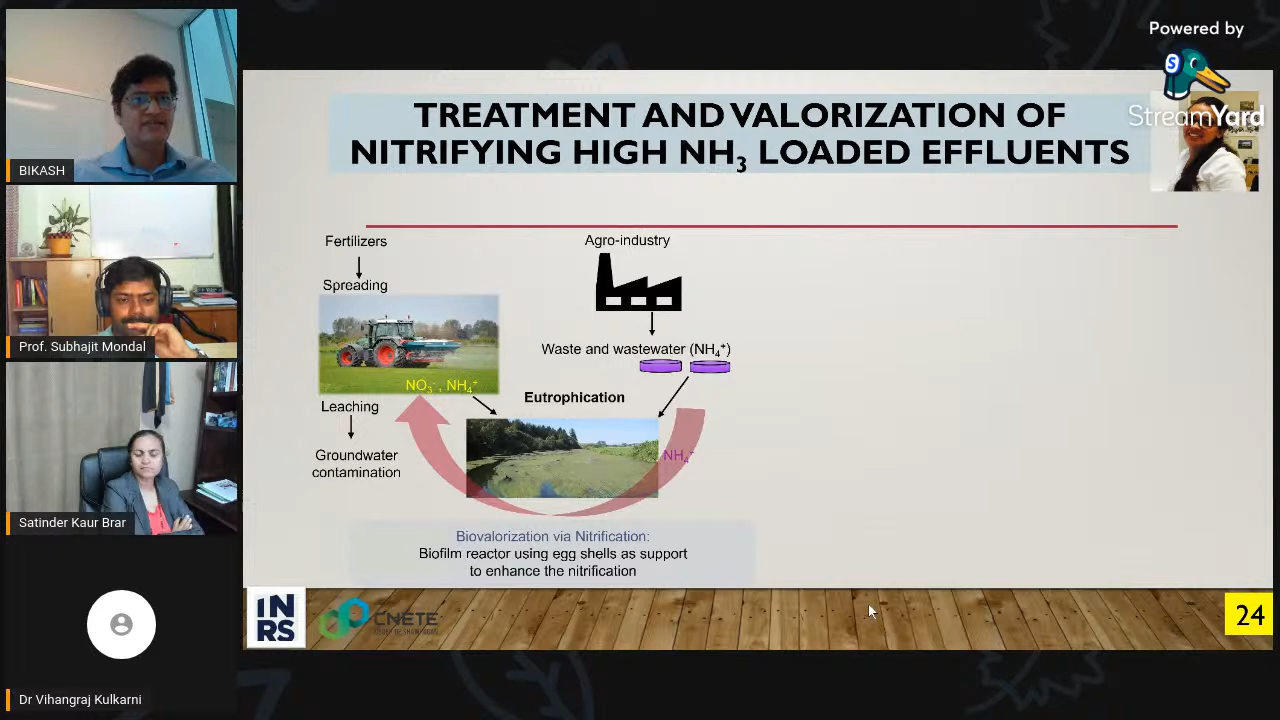 Powered by
StreamYard
BIKASH
Prof. Subhajit Mondal
Satinder Kaur Brar
Dr Vihangraj Kulkarni
TREATMENT AND VALORIZATION OF
NITRIFYING HIGH NH₃ LOADED EFFLUENTS
Fertilizers
Spreading
NO₃⁻, NH₄⁺
Leaching
Groundwater
contamination
Agro-industry
Waste and wastewater (NH₄⁺)
Eutrophication
NH₄⁺
Biovalorization via Nitrification:
Biofilm reactor using egg shells as support
to enhance the nitrification
IN
RS
CNETE
24